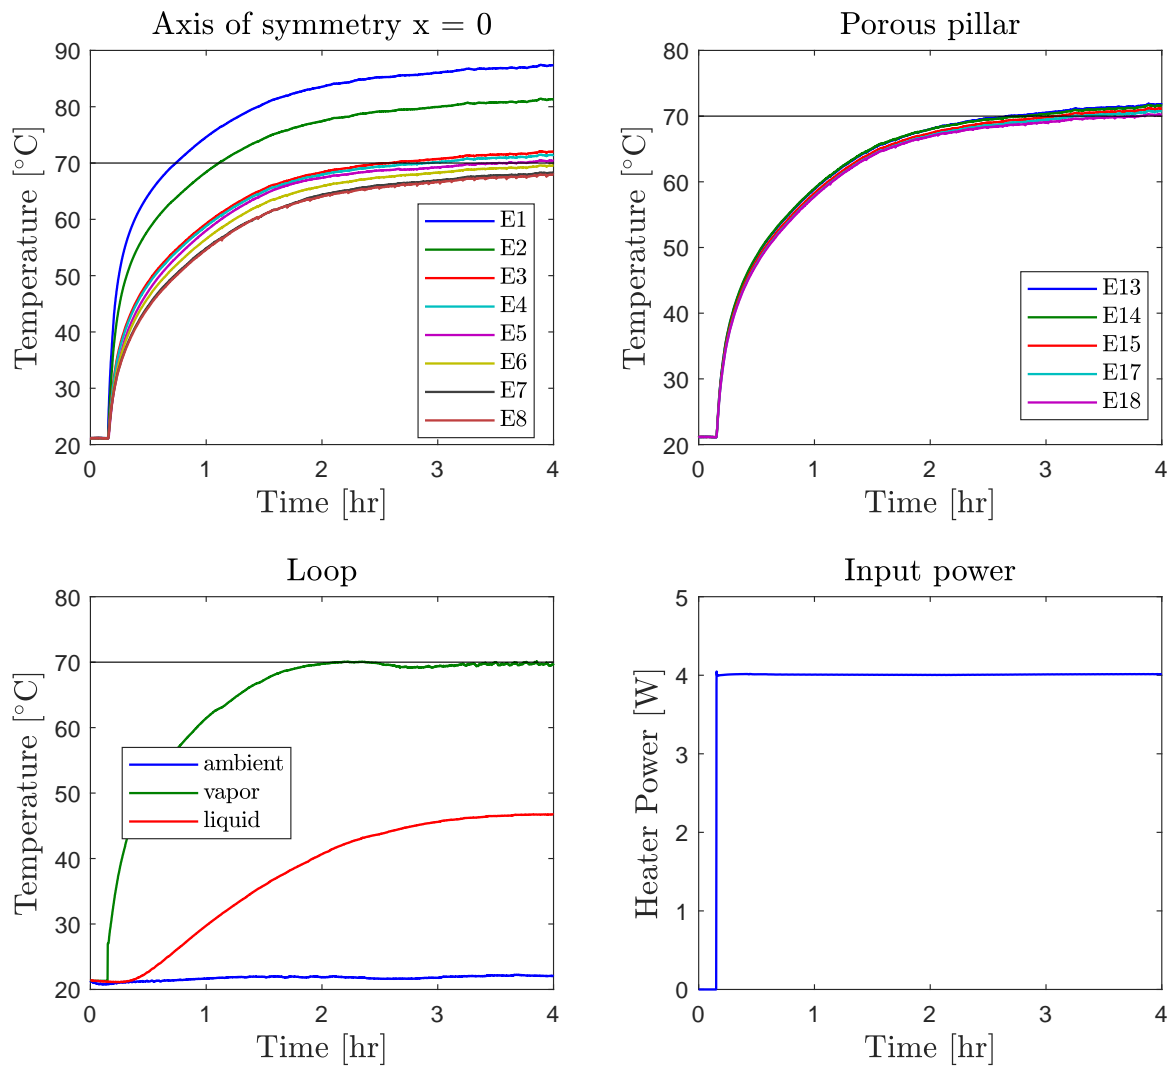 Axis of symmetry x = 0
90
80
70
60
50
40
30
20
Temperature [°C]
E1
E2
E3
E4
E5
E6
E7
E8
0 1 2 3 4
Time [hr]
Porous pillar
80
70
60
50
40
30
20
Temperature [°C]
E13
E14
E15
E17
E18
0 1 2 3 4
Time [hr]
Loop
80
70
60
50
40
30
20
Temperature [°C]
ambient
vapor
liquid
0 1 2 3 4
Time [hr]
Input power
5
4
3
2
1
0
Heater Power [W]
0 1 2 3 4
Time [hr]